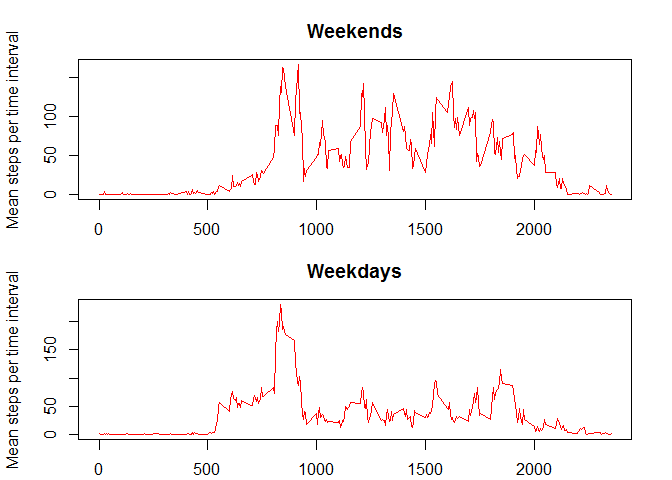 Weekends
Mean steps per time interval
0 50 100
0 500 1000 1500 2000
Weekdays
Mean steps per time interval
0 50 150
0 500 1000 1500 2000